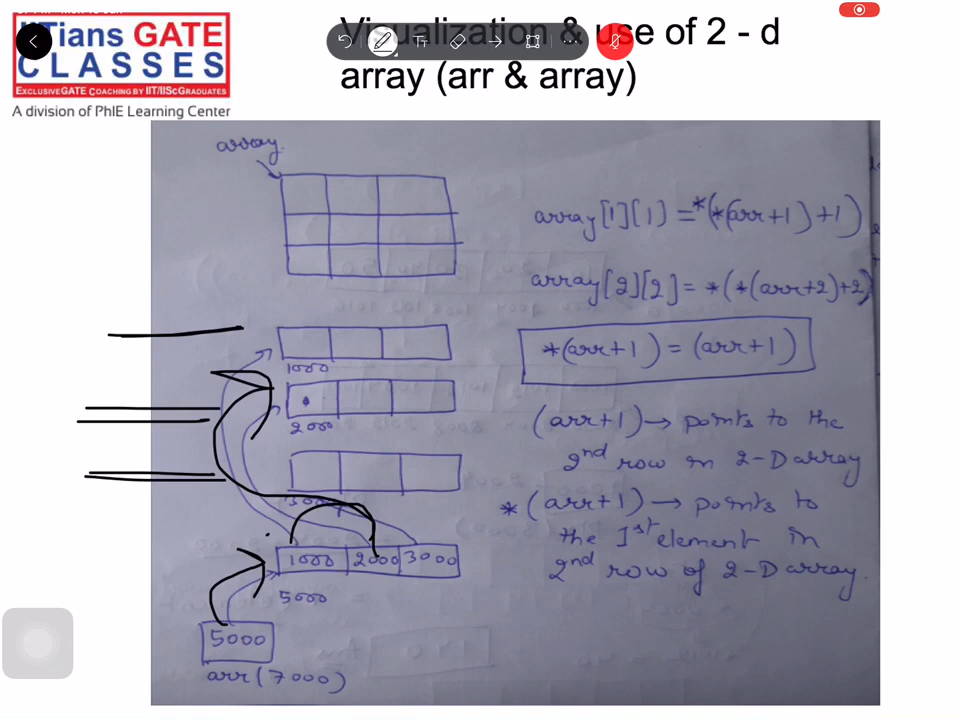 Visualization & use of 2 - d
array (arr & array)
IITians GATE
CLASSES
EXCLUSIVE GATE COACHING BY IIT/IISc GRADUATES
A division of PhIE Learning Center
array
array[1][1] = *(*(arr+1)+1)
array[2][2] = *(*(arr+2)+2)
*(arr+1) = (arr+1)
1000
2000
(arr+1) → points to the
2nd row in 2-D array
*(arr+1) → points to
the 1st element in
2nd row of 2-D array.
1000 2000 3000
5000
5000
arr(7000)